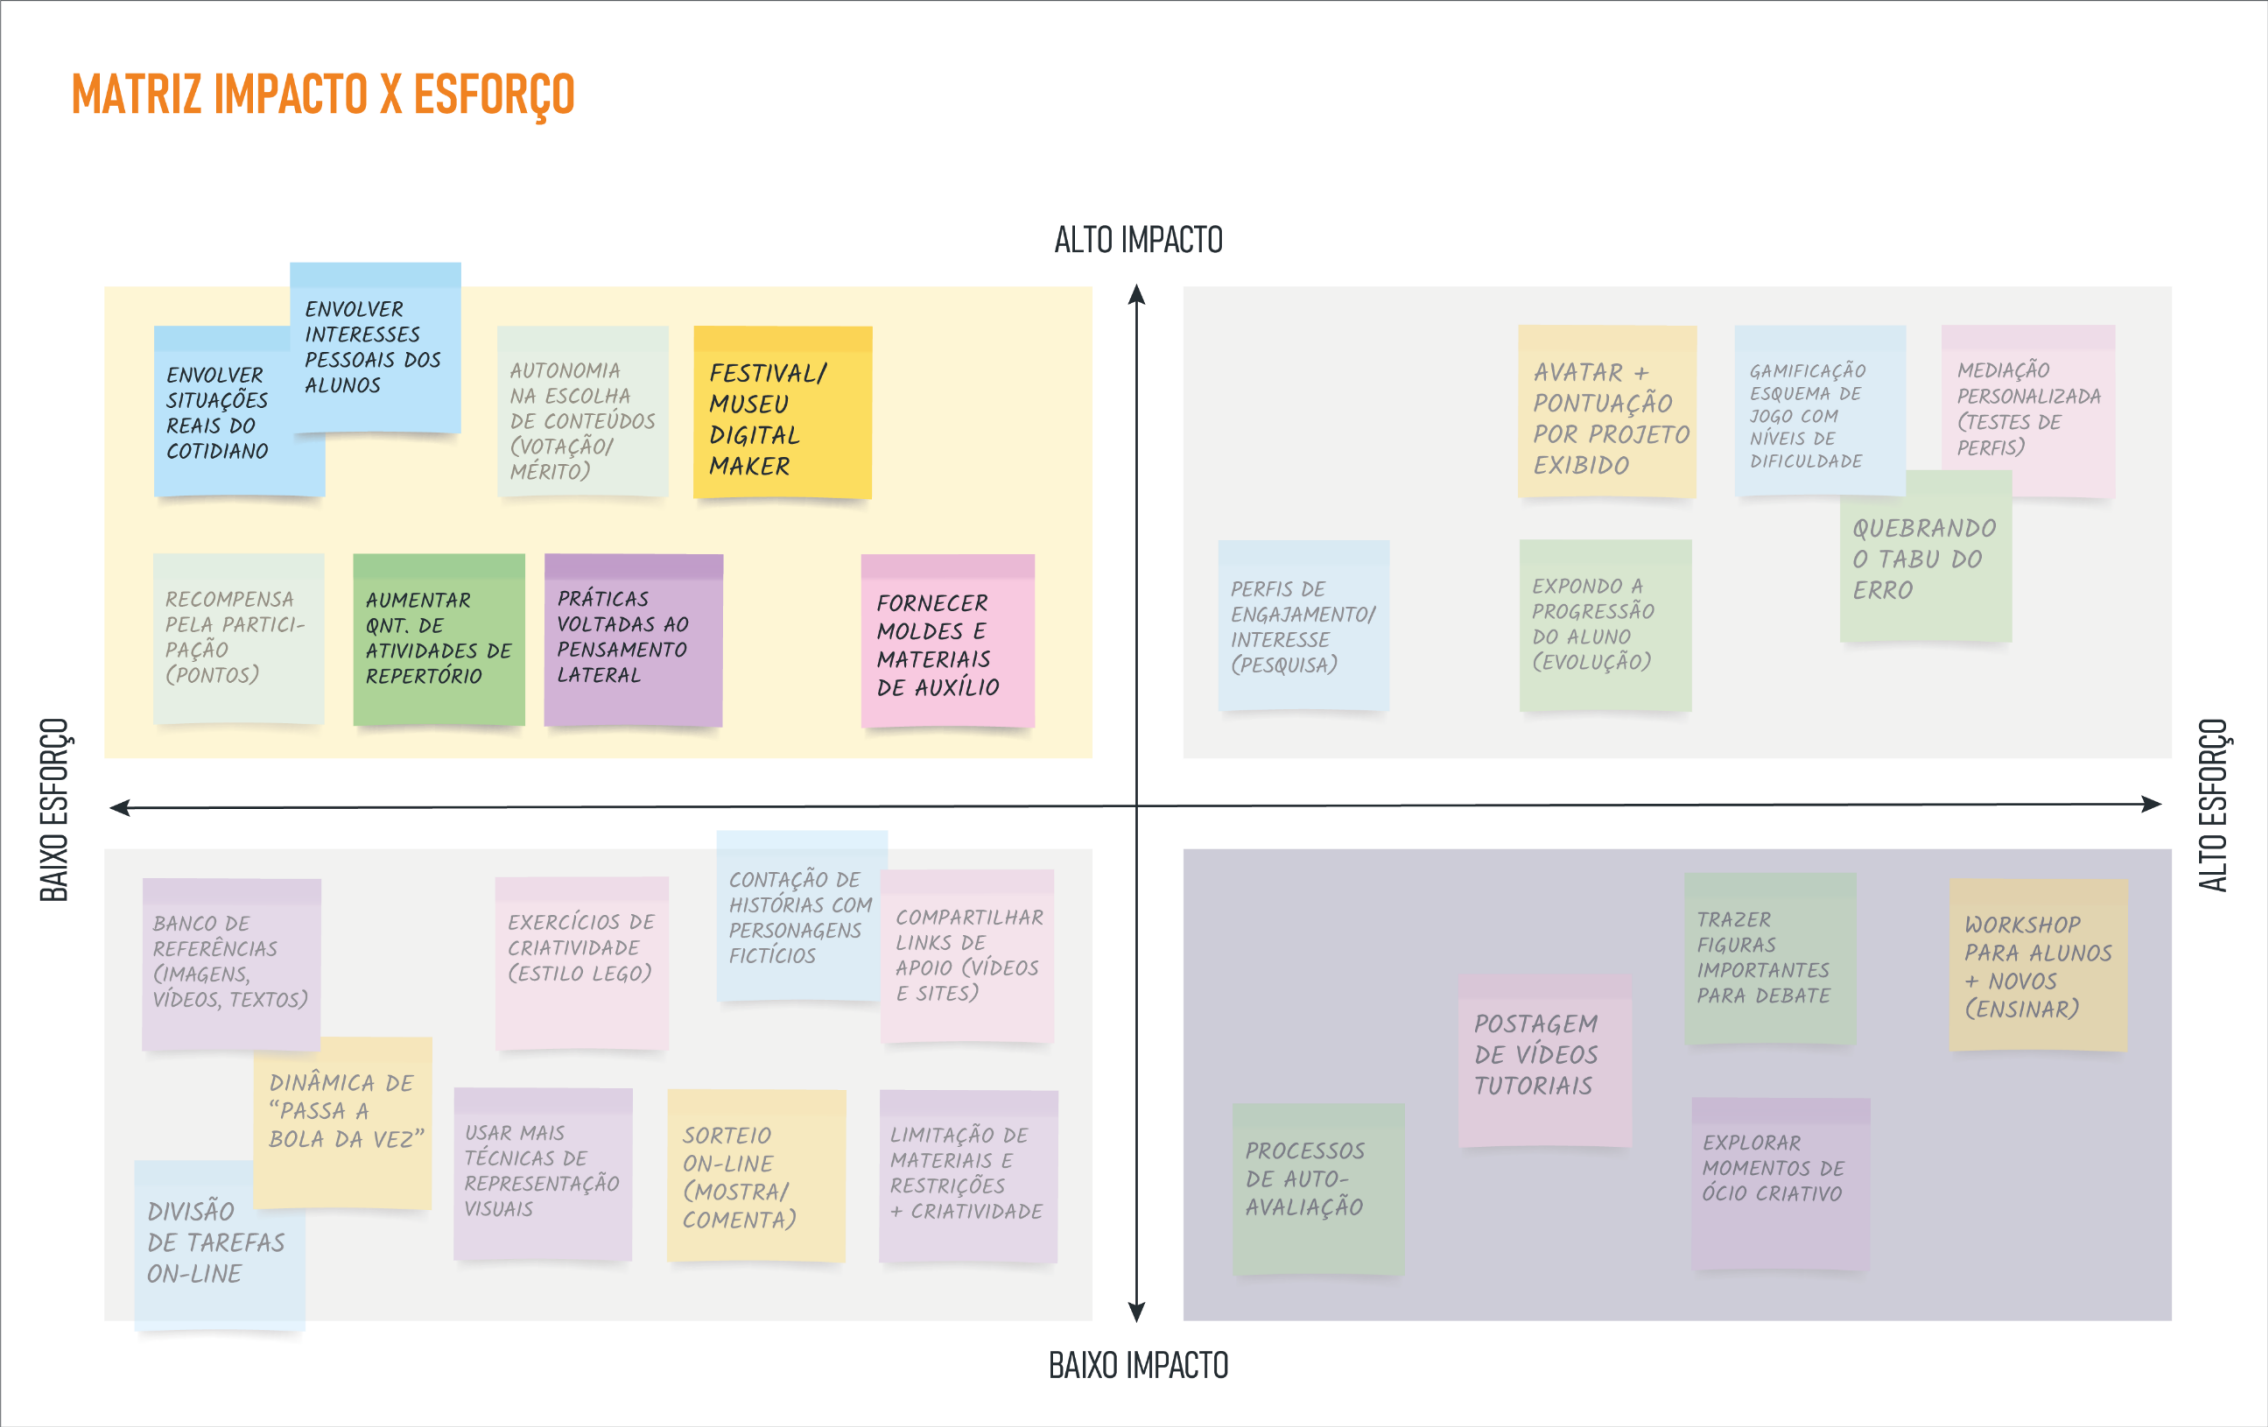 MATRIZ IMPACTO X ESFORÇO
ALTO IMPACTO
ENVOLVER
SITUAÇÕES
REAIS DO
COTIDIANO
ENVOLVER
INTERESSES
PESSOAIS DOS
ALUNOS
AUTONOMIA
NA ESCOLHA
DE CONTEÚDOS
(VOTAÇÃO/
MÉRITO)
FESTIVAL/
MUSEU
DIGITAL
MAKER
RECOMPENSA
PELA PARTICI-
PAÇÃO
(PONTOS)
AUMENTAR
QNT. DE
ATIVIDADES DE
REPERTÓRIO
PRÁTICAS
VOLTADAS AO
PENSAMENTO
LATERAL
FORNECER
MOLDES E
MATERIAIS
DE AUXÍLIO
AVATAR +
PONTUAÇÃO
POR PROJETO
EXIBIDO
GAMIFICAÇÃO
ESQUEMA DE
JOGO COM
NÍVEIS DE
DIFICULDADE
MEDIAÇÃO
PERSONALIZADA
(TESTES DE
PERFIS)
QUEBRANDO
O TABU DO
ERRO
PERFIS DE
ENGAJAMENTO/
INTERESSE
(PESQUISA)
EXPONDO A
PROGRESSÃO
DO ALUNO
(EVOLUÇÃO)
BAIXO ESFORÇO
ALTO ESFORÇO
BANCO DE
REFERÊNCIAS
(IMAGENS,
VÍDEOS, TEXTOS)
EXERCÍCIOS DE
CRIATIVIDADE
(ESTILO LEGO)
CONTAÇÃO DE
HISTÓRIAS COM
PERSONAGENS
FICTÍCIOS
COMPARTILHAR
LINKS DE
APOIO (VÍDEOS
E SITES)
DINÂMICA DE
“PASSA A
BOLA DA VEZ”
DIVISÃO
DE TAREFAS
ON-LINE
USAR MAIS
TÉCNICAS DE
REPRESENTAÇÃO
VISUAIS
SORTEIO
ON-LINE
(MOSTRA/
COMENTA)
LIMITAÇÃO DE
MATERIAIS E
RESTRIÇÕES
+ CRIATIVIDADE
TRAZER
FIGURAS
IMPORTANTES
PARA DEBATE
WORKSHOP
PARA ALUNOS
+ NOVOS
(ENSINAR)
POSTAGEM
DE VÍDEOS
TUTORIAIS
PROCESSOS
DE AUTO-
AVALIAÇÃO
EXPLORAR
MOMENTOS DE
ÓCIO CRIATIVO
BAIXO IMPACTO